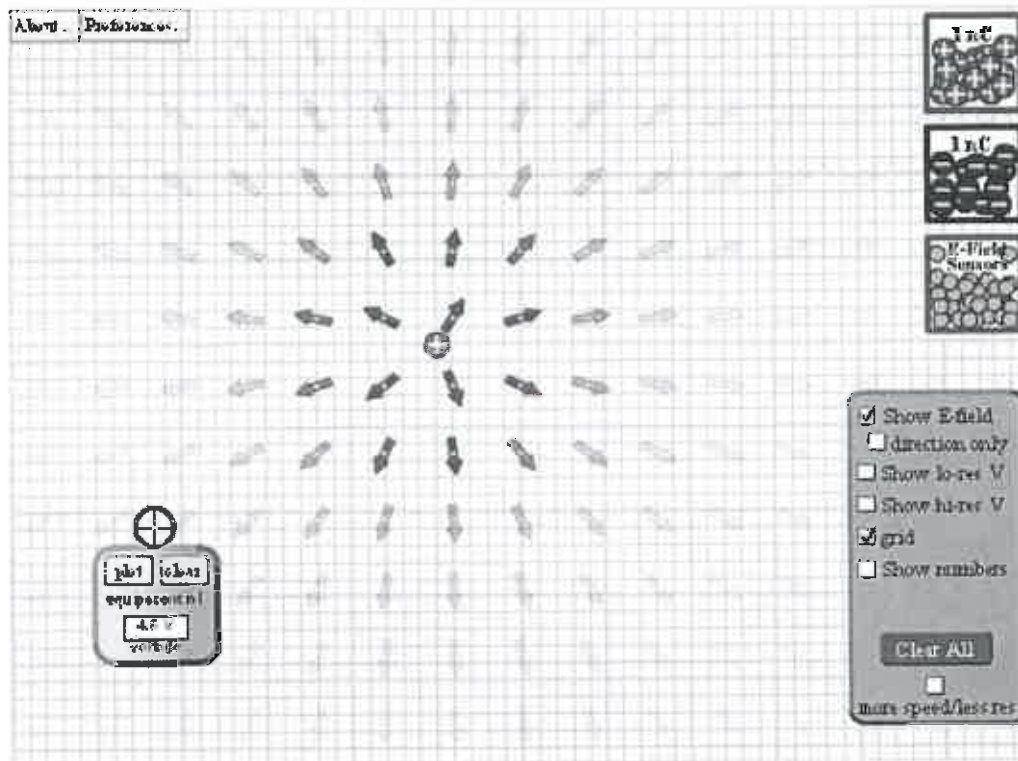 About.. Preferences..
1 nC
1 nC
E-Field
Sensors
Show E-field
direction only
Show lo-res V
Show hi-res V
grid
Show numbers
plot clear
equipotential
voltage
Clear All
more speed/less res